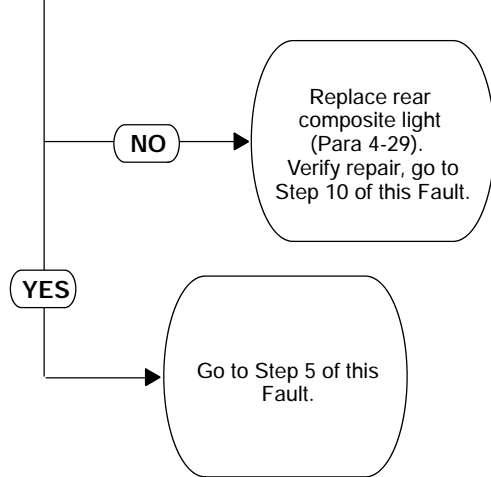 NO
Replace rear
composite light
(Para 4-29).
Verify repair, go to
Step 10 of this Fault.
YES
Go to Step 5 of this
Fault.